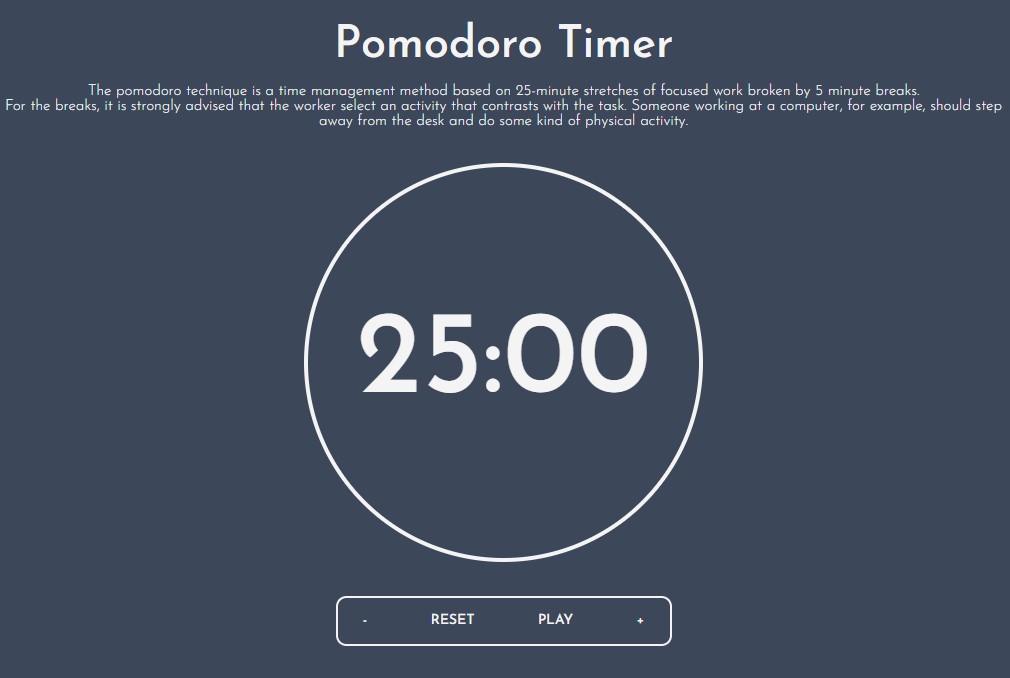 Pomodoro Timer
The pomodoro technique is a time management method based on 25-minute stretches of focused work broken by 5 minute breaks.
For the breaks, it is strongly advised that the worker select an activity that contrasts with the task. Someone working at a computer, for example, should step
away from the desk and do some kind of physical activity.
25:00
- RESET PLAY +